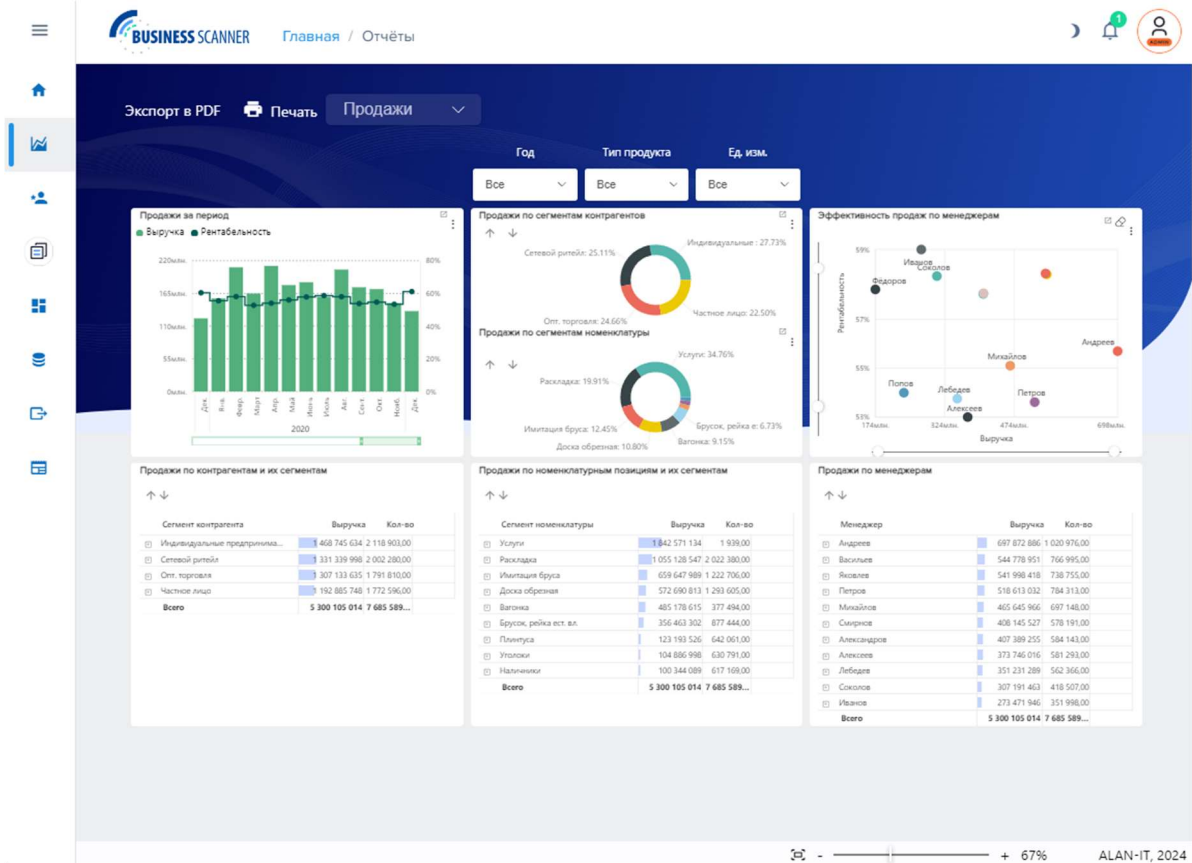 BUSINESS SCANNER
Главная / Отчёты
1
ADMIN
Экспорт в PDF Печать Продажи
Год Тип продукта Ед. изм.
Все Все Все
Продажи за период
Выручка Рентабельность
220млн. 80%
165млн. 60%
110млн. 40%
55млн. 20%
0млн. 0%
Дек. Янв. Февр. Март Апр. Май Июнь Июль Авг. Сент. Окт. Нояб. Дек.
2020
Продажи по сегментам контрагентов
Индивидуальные : 27.73%
Сетевой ритейл: 25.11%
Частное лицо: 22.50%
Опт. торговля: 24.66%
Продажи по сегментам номенклатуры
Услуги: 34.76%
Раскладка: 19.91%
Имитация бруса: 12.45%
Брусок, рейка е: 6.73%
Вагонка: 9.15%
Доска обрезная: 10.80%
Эффективность продаж по менеджерам
Рентабельность
59%
57%
55%
53%
Иванов
Соколов
Фёдоров
Андреев
Михайлов
Попов
Лебедев
Петров
Алексеев
174млн. 324млн. 474млн. 698млн.
Выручка
Продажи по контрагентам и их сегментам
Сегмент контрагента Выручка Кол-во
Индивидуальные предпринима... 1 468 745 634 2 118 903,00
Сетевой ритейл 1 331 339 998 2 002 280,00
Опт. торговля 1 307 133 635 1 791 810,00
Частное лицо 1 192 885 748 1 772 596,00
Всего 5 300 105 014 7 685 589...
Продажи по номенклатурным позициям и их сегментам
Сегмент номенклатуры Выручка Кол-во
Услуги 1 842 571 134 1 939,00
Раскладка 1 055 128 547 2 022 380,00
Имитация бруса 659 647 989 1 222 706,00
Доска обрезная 572 690 813 1 293 605,00
Вагонка 485 178 615 377 494,00
Брусок, рейка ест. вл. 356 463 302 877 444,00
Плинтуса 123 193 526 642 061,00
Уголоки 104 886 998 630 791,00
Наличники 100 344 089 617 169,00
Всего 5 300 105 014 7 685 589...
Продажи по менеджерам
Менеджер Выручка Кол-во
Андреев 697 872 886 1 020 976,00
Васильев 544 778 951 766 995,00
Яковлев 541 998 418 738 755,00
Петров 518 613 032 784 313,00
Михайлов 465 645 966 697 148,00
Смирнов 408 145 527 578 191,00
Александров 407 389 255 584 143,00
Алексеев 373 746 016 581 293,00
Лебедев 351 231 289 562 366,00
Соколов 307 191 463 418 507,00
Иванов 273 471 946 351 998,00
Всего 5 300 105 014 7 685 589...
- + 67% ALAN-IT, 2024